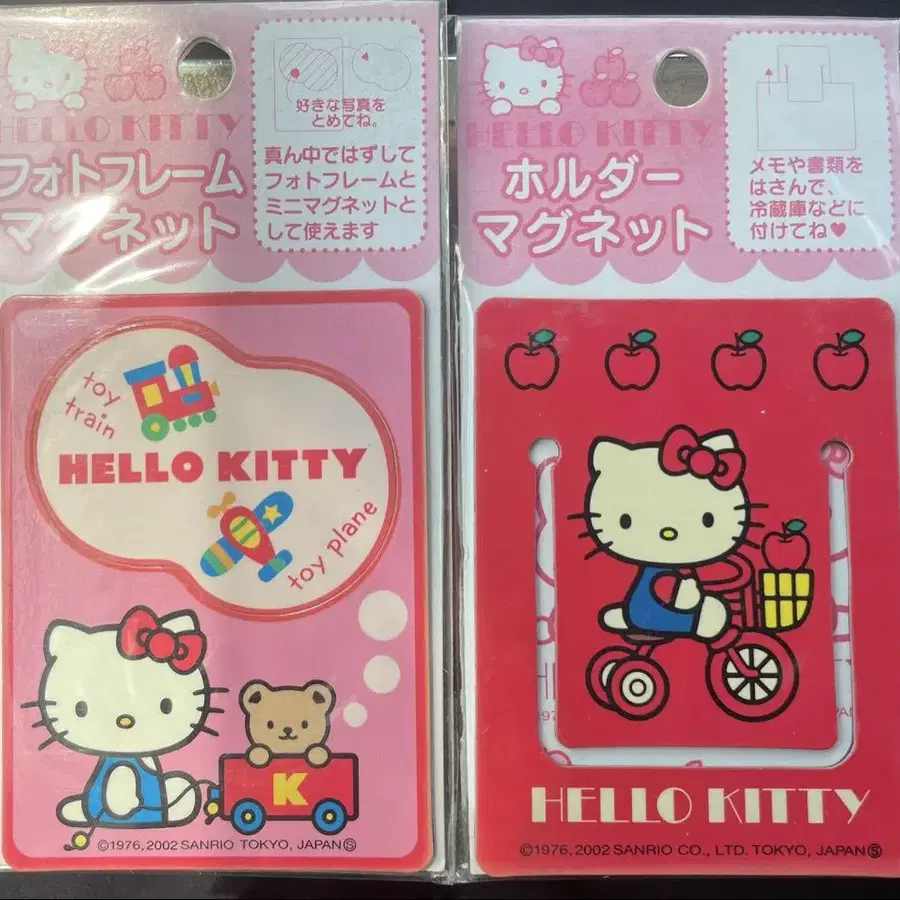 HELLO KITTY
フォトフレーム
マグネット
好きな写真を
とめてね。
真ん中ではずして
フォトフレームと
ミニマグネットと
して使えます
toy
train
HELLO KITTY
toy plane
K
©1976, 2002 SANRIO TOKYO, JAPAN Ⓢ
HELLO KITTY
ホルダー
マグネット
メモや書類を
はさんで、
冷蔵庫などに
付けてね♥
HELLO KITTY
©1976, 2002 SANRIO CO., LTD. TOKYO, JAPAN Ⓢ